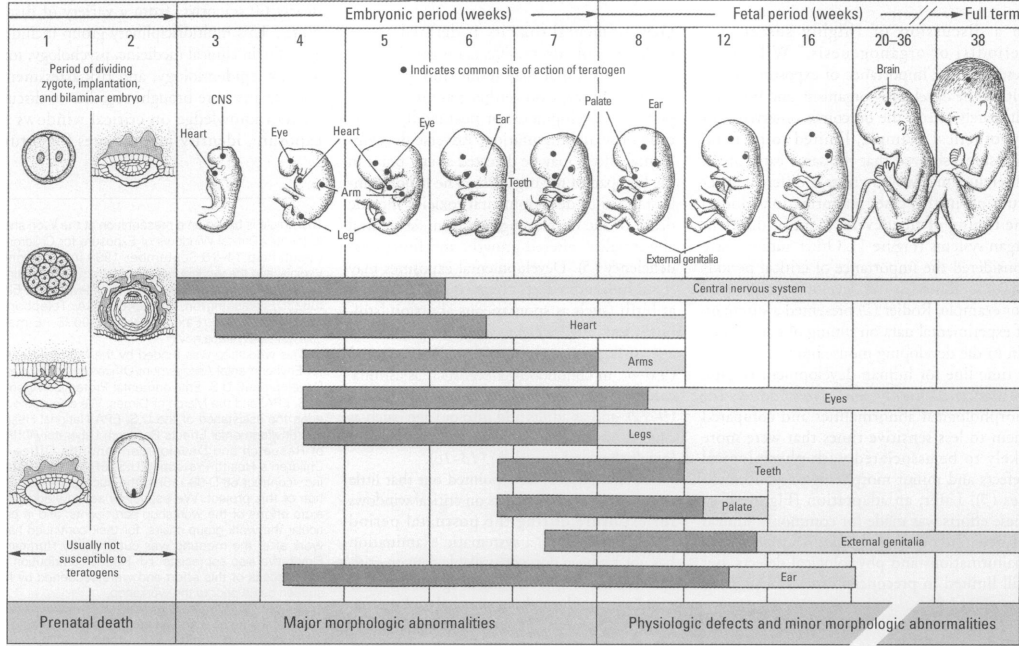 Embryonic period (weeks)
Fetal period (weeks)
Full term
1
2
3
4
5
6
7
8
12
16
20–36
38
Period of dividing
zygote, implantation,
and bilaminar embryo
• Indicates common site of action of teratogen
CNS
Heart
Eye
Heart
Arm
Leg
Eye
Ear
Teeth
Palate
Ear
External genitalia
Brain
Central nervous system
Heart
Arms
Eyes
Legs
Teeth
Palate
External genitalia
Ear
Usually not
susceptible to
teratogens
Prenatal death
Major morphologic abnormalities
Physiologic defects and minor morphologic abnormalities